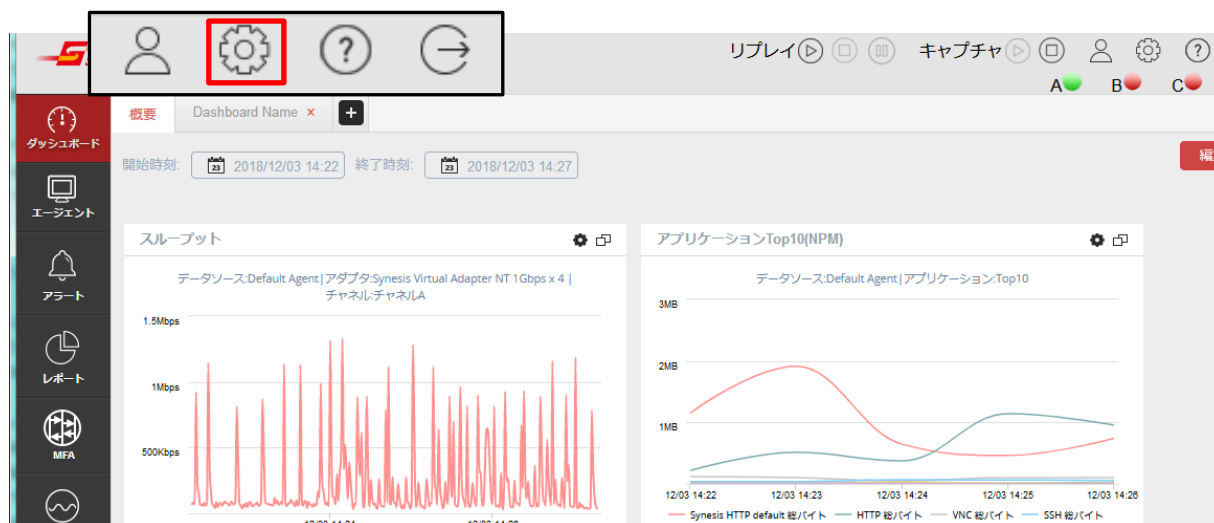 リプレイ キャプチャ
A B C
概要 Dashboard Name × +
ダッシュボード
開始時刻: 2018/12/03 14:22 終了時刻: 2018/12/03 14:27
エージェント
アラート
レポート
MFA
スループット
データソース:Default Agent|アダプタ:Synesis Virtual Adapter NT 1Gbps x 4 |
チャネル:チャネルA
1.5Mbps
1Mbps
500Kbps
アプリケーションTop10(NPM)
データソース:Default Agent|アプリケーション:Top10
3MB
2MB
1MB
12/03 14:22 12/03 14:23 12/03 14:24 12/03 14:25 12/03 14:26
Synesis HTTP default 総バイト HTTP 総バイト VNC 総バイト SSH 総バイト